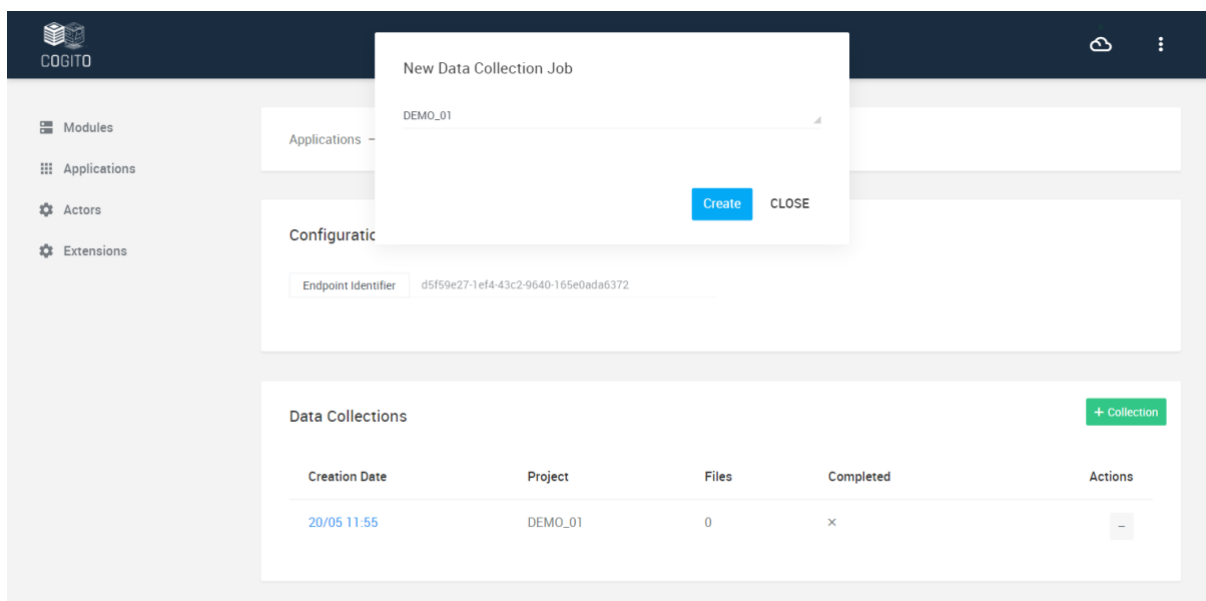 COGITO
New Data Collection Job
DEMO_01
Create CLOSE
Modules
Applications
Actors
Extensions
Applications –
Configuratio
Endpoint Identifier d5f59e27-1ef4-43c2-9640-165e0ada6372
Data Collections
+ Collection
Creation Date Project Files Completed Actions
20/05 11:55 DEMO_01 0 × –